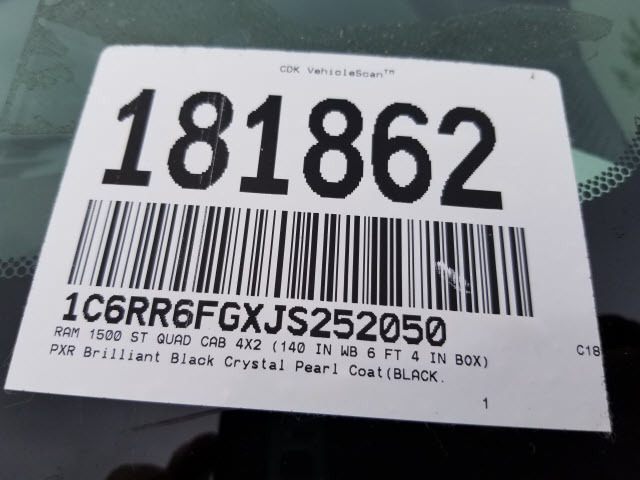 CDK VehicleScan™
181862
1C6RR6FGXJS252050
RAM 1500 ST QUAD CAB 4X2 (140 IN WB 6 FT 4 IN BOX)
C18
PXR Brilliant Black Crystal Pearl Coat(BLACK.
1